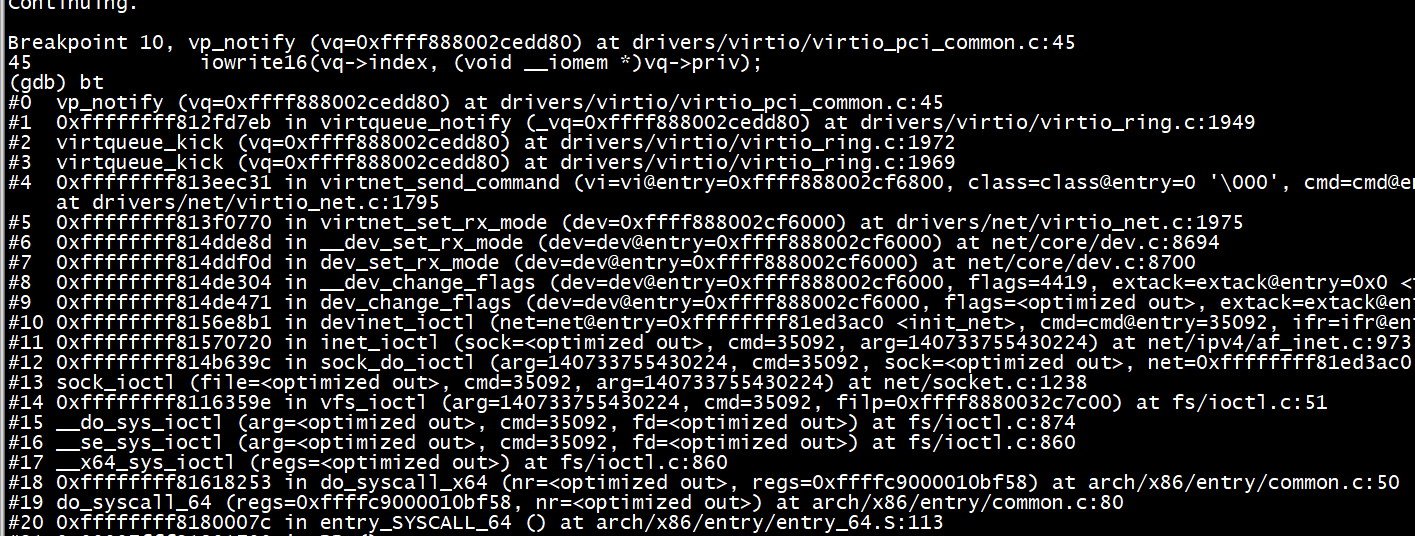 Continuing.
Breakpoint 10, vp_notify (vq=0xffff888002cedd80) at drivers/virtio/virtio_pci_common.c:45
45              iowrite16(vq->index, (void __iomem *)vq->priv);
(gdb) bt
#0  vp_notify (vq=0xffff888002cedd80) at drivers/virtio/virtio_pci_common.c:45
#1  0xffffffff812fd7eb in virtqueue_notify (_vq=0xffff888002cedd80) at drivers/virtio/virtio_ring.c:1949
#2  virtqueue_kick (vq=0xffff888002cedd80) at drivers/virtio/virtio_ring.c:1972
#3  virtqueue_kick (vq=0xffff888002cedd80) at drivers/virtio/virtio_ring.c:1969
#4  0xffffffff813eec31 in virtnet_send_command (vi=vi@entry=0xffff888002cf6800, class=class@entry=0 '\000', cmd=cmd@en
    at drivers/net/virtio_net.c:1795
#5  0xffffffff813f0770 in virtnet_set_rx_mode (dev=0xffff888002cf6000) at drivers/net/virtio_net.c:1975
#6  0xffffffff814dde8d in __dev_set_rx_mode (dev=dev@entry=0xffff888002cf6000) at net/core/dev.c:8694
#7  0xffffffff814ddf0d in dev_set_rx_mode (dev=dev@entry=0xffff888002cf6000) at net/core/dev.c:8700
#8  0xffffffff814de304 in __dev_change_flags (dev=dev@entry=0xffff888002cf6000, flags=4419, extack=extack@entry=0x0 <
#9  0xffffffff814de471 in dev_change_flags (dev=dev@entry=0xffff888002cf6000, flags=<optimized out>, extack=extack@ent
#10 0xffffffff8156e8b1 in devinet_ioctl (net=net@entry=0xffffffff81ed3ac0 <init_net>, cmd=cmd@entry=35092, ifr=ifr@ent
#11 0xffffffff81570720 in inet_ioctl (sock=<optimized out>, cmd=35092, arg=140733755430224) at net/ipv4/af_inet.c:973
#12 0xffffffff814b639c in sock_do_ioctl (arg=140733755430224, cmd=35092, sock=<optimized out>, net=0xffffffff81ed3ac0
#13 sock_ioctl (file=<optimized out>, cmd=35092, arg=140733755430224) at net/socket.c:1238
#14 0xffffffff8116359e in vfs_ioctl (arg=140733755430224, cmd=35092, filp=0xffff8880032c7c00) at fs/ioctl.c:51
#15 __do_sys_ioctl (arg=<optimized out>, cmd=35092, fd=<optimized out>) at fs/ioctl.c:874
#16 __se_sys_ioctl (arg=<optimized out>, cmd=35092, fd=<optimized out>) at fs/ioctl.c:860
#17 __x64_sys_ioctl (regs=<optimized out>) at fs/ioctl.c:860
#18 0xffffffff81618253 in do_syscall_x64 (nr=<optimized out>, regs=0xffffc9000010bf58) at arch/x86/entry/common.c:50
#19 do_syscall_64 (regs=0xffffc9000010bf58, nr=<optimized out>) at arch/x86/entry/common.c:80
#20 0xffffffff8180007c in entry_SYSCALL_64 () at arch/x86/entry/entry_64.S:113